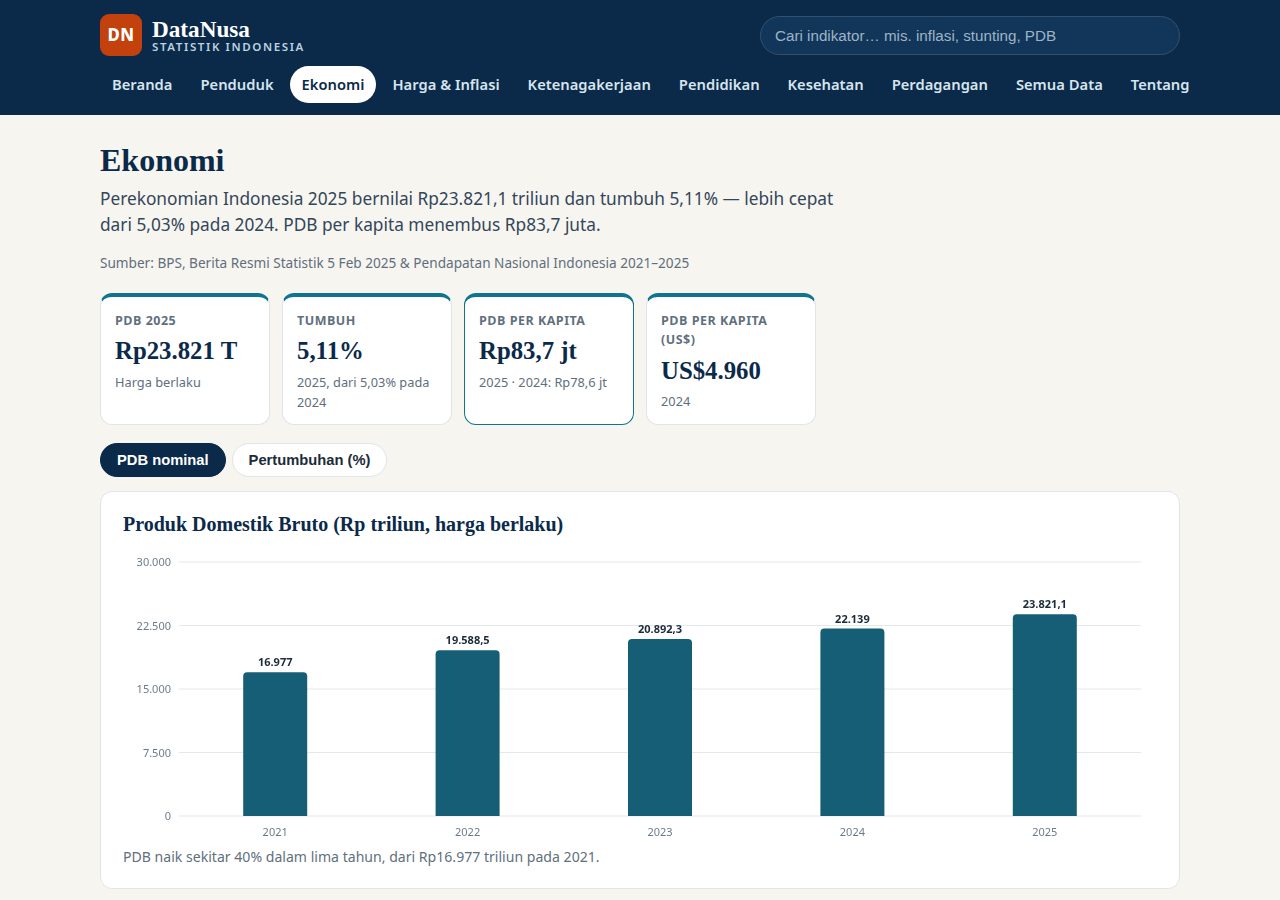 DN
DataNusa
STATISTIK INDONESIA
Cari indikator… mis. inflasi, stunting, PDB
Beranda
Penduduk
Ekonomi
Harga & Inflasi
Ketenagakerjaan
Pendidikan
Kesehatan
Perdagangan
Semua Data
Tentang
Ekonomi
Perekonomian Indonesia 2025 bernilai Rp23.821,1 triliun dan tumbuh 5,11% — lebih cepat
dari 5,03% pada 2024. PDB per kapita menembus Rp83,7 juta.
Sumber: BPS, Berita Resmi Statistik 5 Feb 2025 & Pendapatan Nasional Indonesia 2021–2025
PDB 2025
Rp23.821 T
Harga berlaku
TUMBUH
5,11%
2025, dari 5,03% pada
2024
PDB PER KAPITA
Rp83,7 jt
2025 · 2024: Rp78,6 jt
PDB PER KAPITA
(US$)
US$4.960
2024
PDB nominal
Pertumbuhan (%)
Produk Domestik Bruto (Rp triliun, harga berlaku)
30.000
22.500
15.000
7.500
0
16.977
19.588,5
20.892,3
22.139
23.821,1
2021
2022
2023
2024
2025
PDB naik sekitar 40% dalam lima tahun, dari Rp16.977 triliun pada 2021.